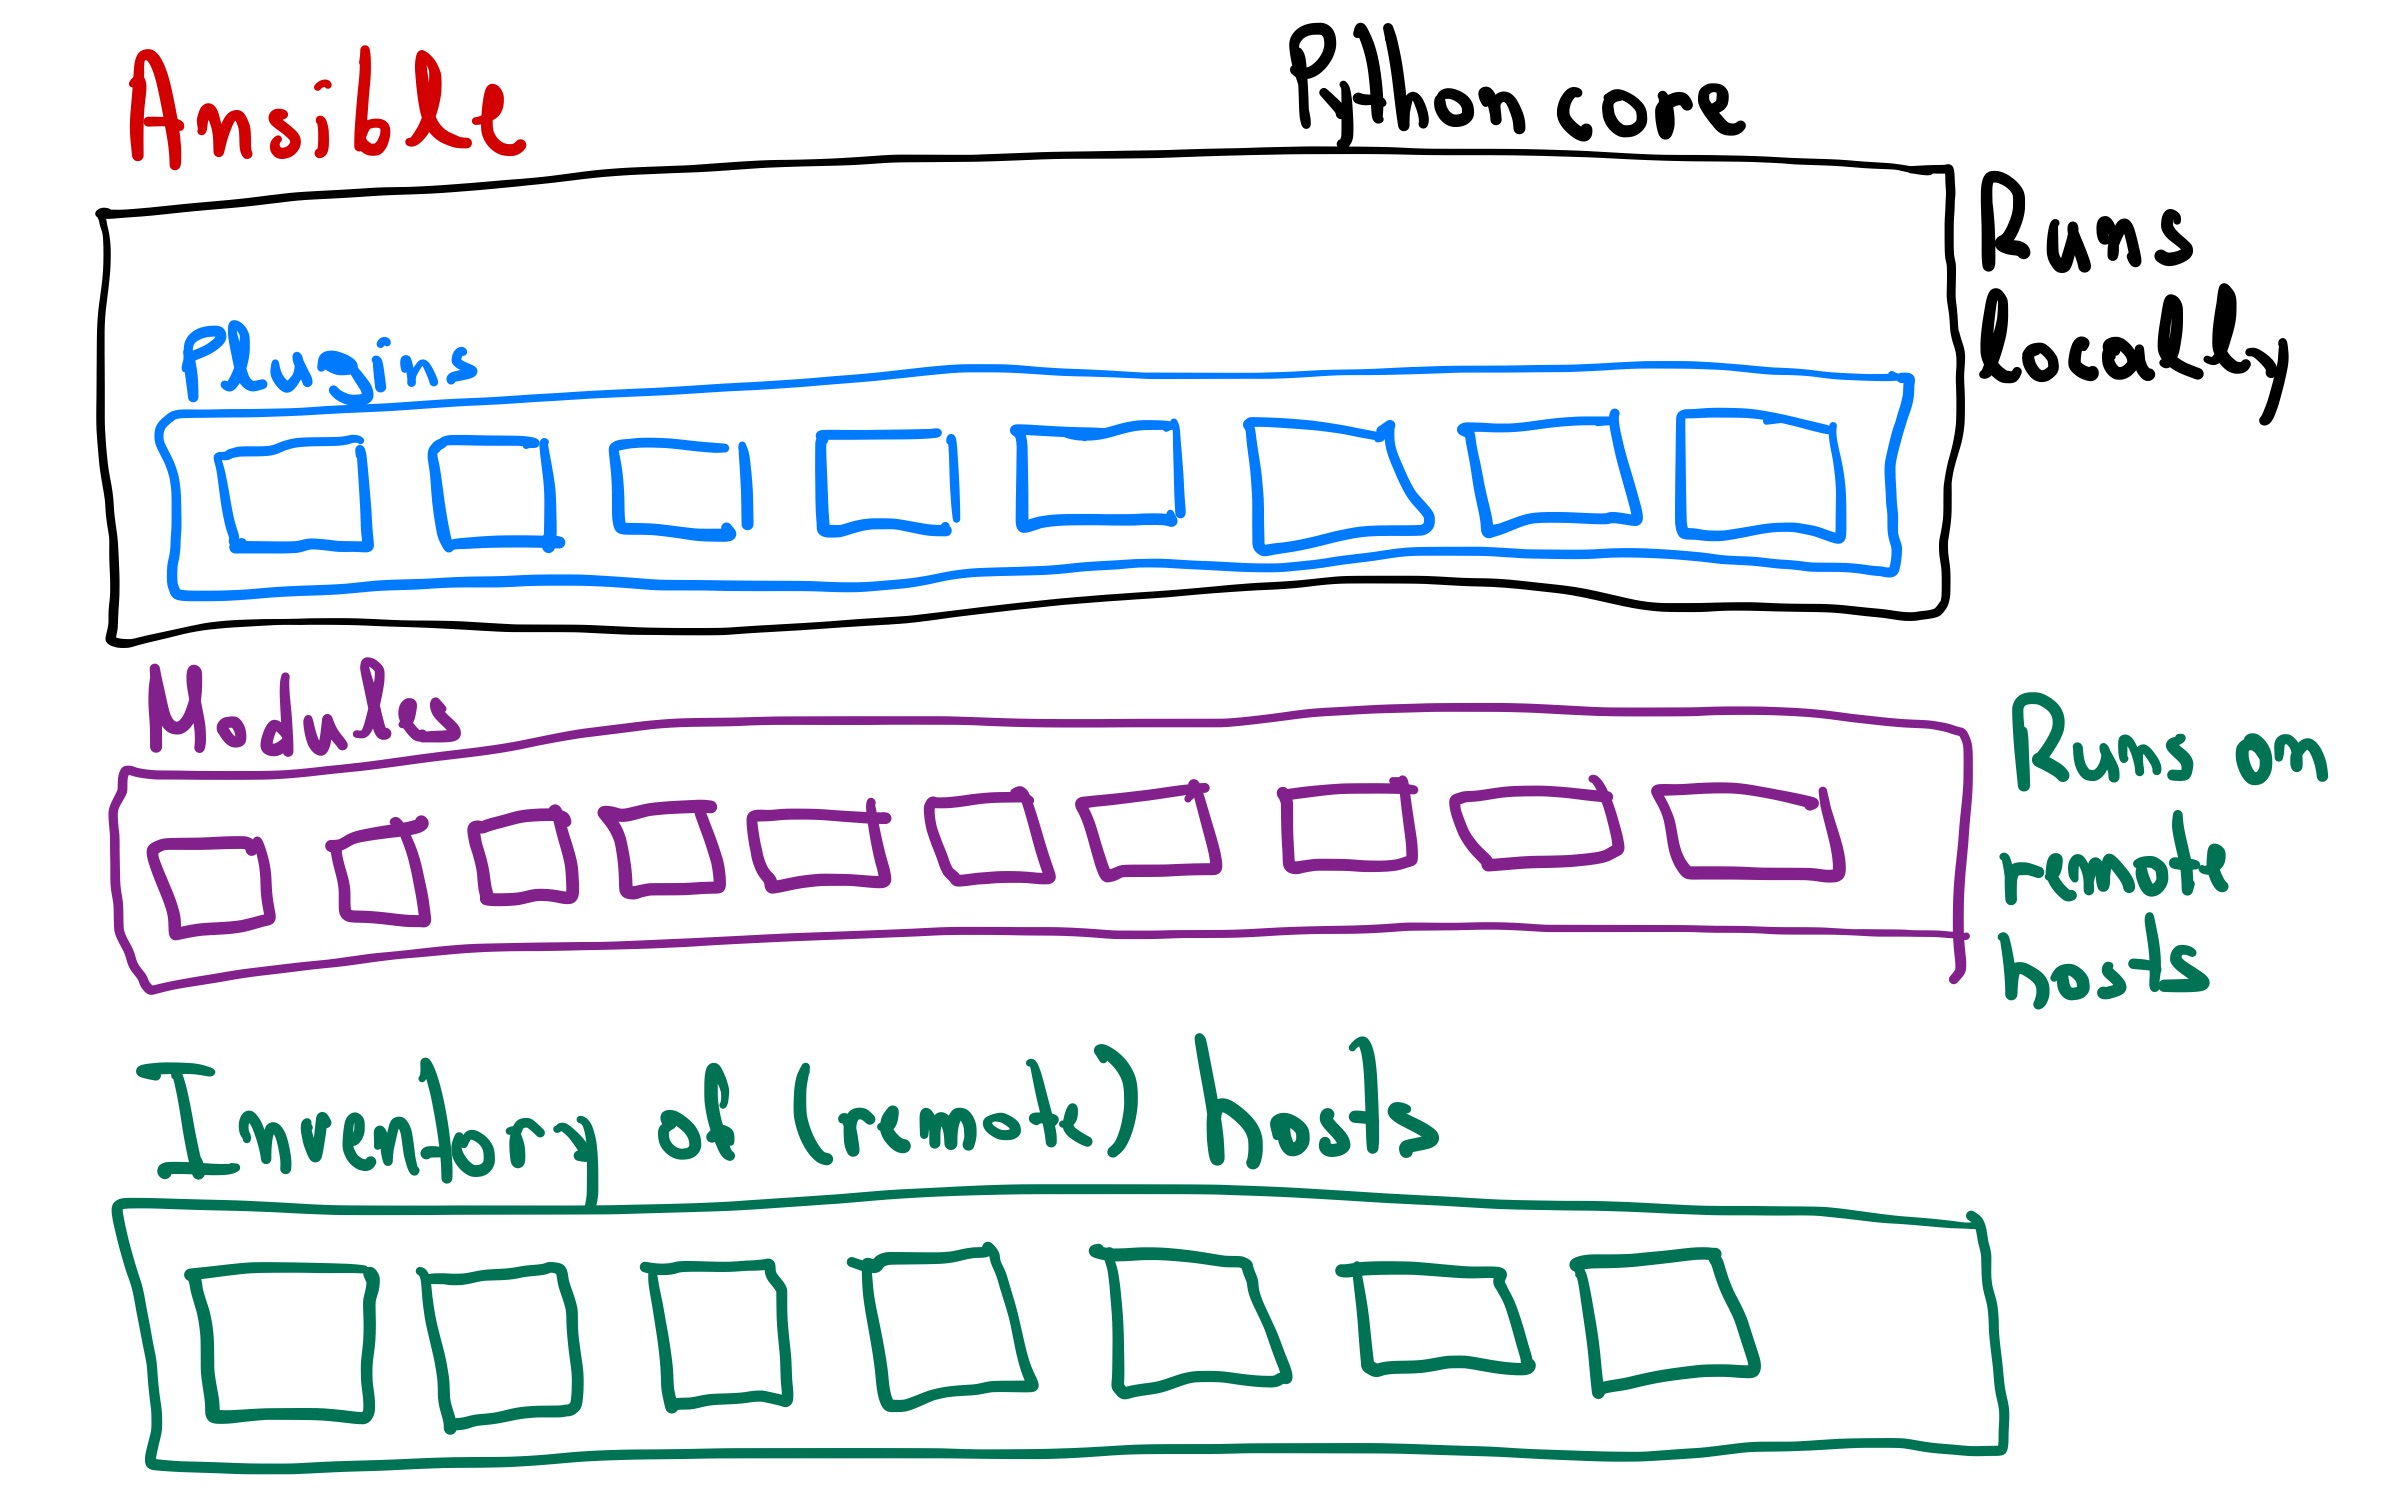 Ansible
Python core
Runs
locally
Plugins
Modules
Runs on
remote
hosts
Inventory of (remote) hosts